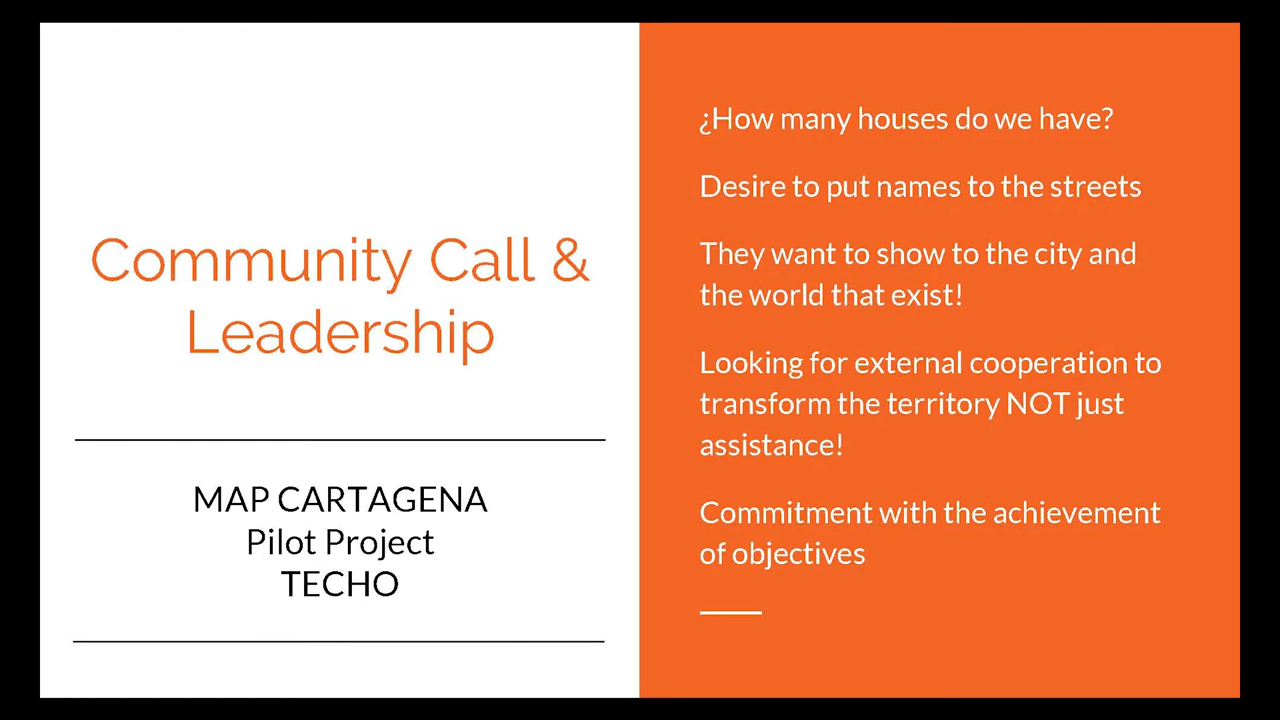 Community Call &
Leadership
MAP CARTAGENA
Pilot Project
TECHO
¿How many houses do we have?
Desire to put names to the streets
They want to show to the city and
the world that exist!
Looking for external cooperation to
transform the territory NOT just
assistance!
Commitment with the achievement
of objectives